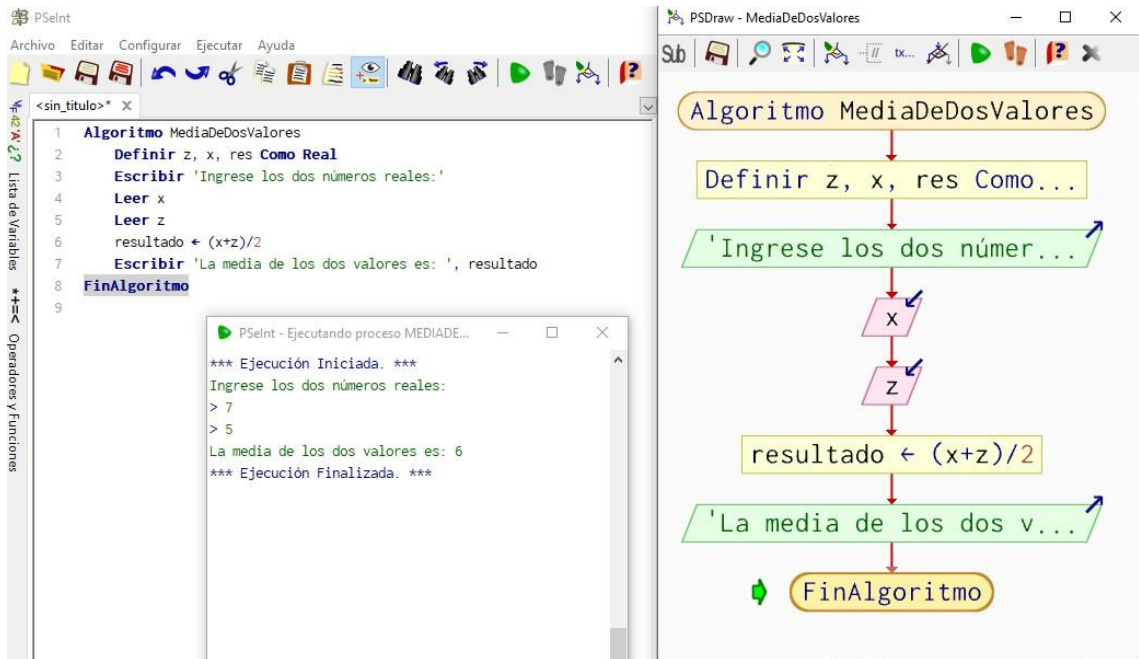 PSeInt
Archivo Editar Configurar Ejecutar Ayuda
<sin_titulo>* X
1 Algoritmo MediaDeDosValores
2 Definir z, x, res Como Real
3 Escribir 'Ingrese los dos números reales:'
4 Leer x
5 Leer z
6 resultado ← (x+z)/2
7 Escribir 'La media de los dos valores es: ', resultado
8 FinAlgoritmo
9
42 'A' ¿? Lista de Variables
*+=< Operadores y Funciones
PSeInt - Ejecutando proceso MEDIADE...
*** Ejecución Iniciada. ***
Ingrese los dos números reales:
> 7
> 5
La media de los dos valores es: 6
*** Ejecución Finalizada. ***
PSDraw - MediaDeDosValores
Sub tx...
Algoritmo MediaDeDosValores
Definir z, x, res Como...
'Ingrese los dos númer...
x
z
resultado ← (x+z)/2
'La media de los dos v...
FinAlgoritmo